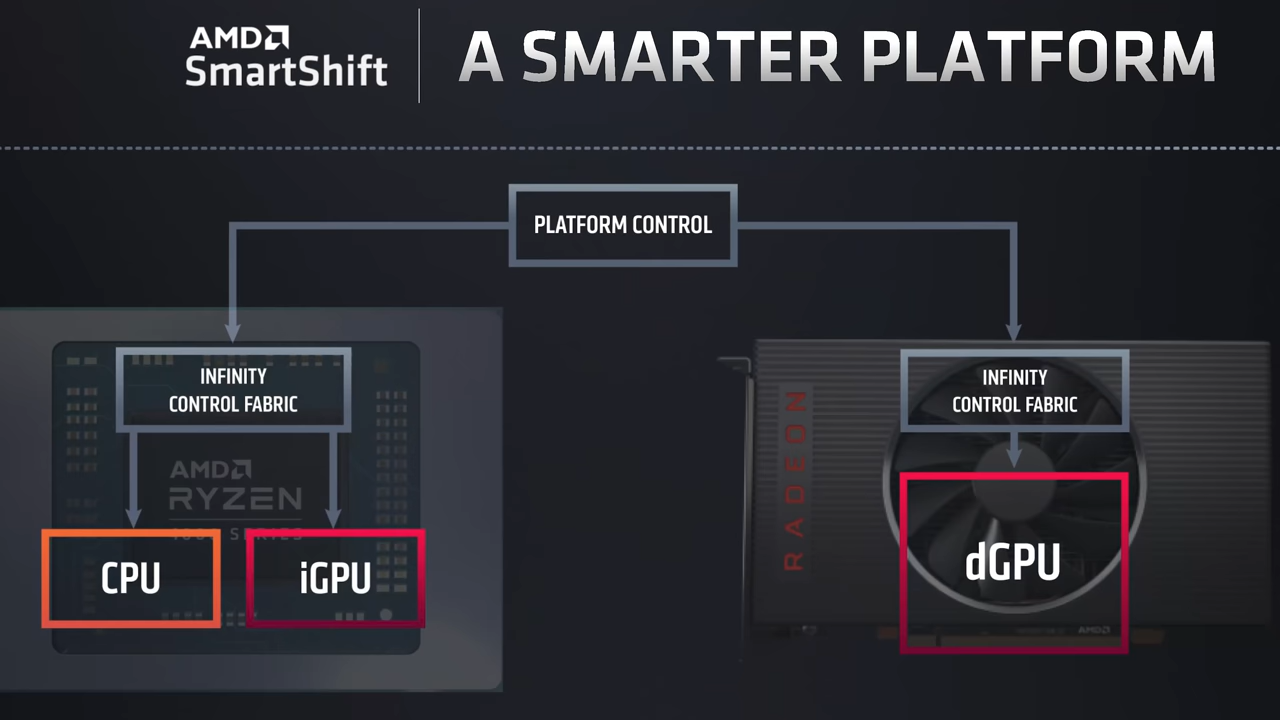 AMD
SmartShift
A SMARTER PLATFORM
PLATFORM CONTROL
INFINITY
CONTROL FABRIC
INFINITY
CONTROL FABRIC
RADEON
AMD
RYZEN
SERIES
CPU
iGPU
dGPU
AMD